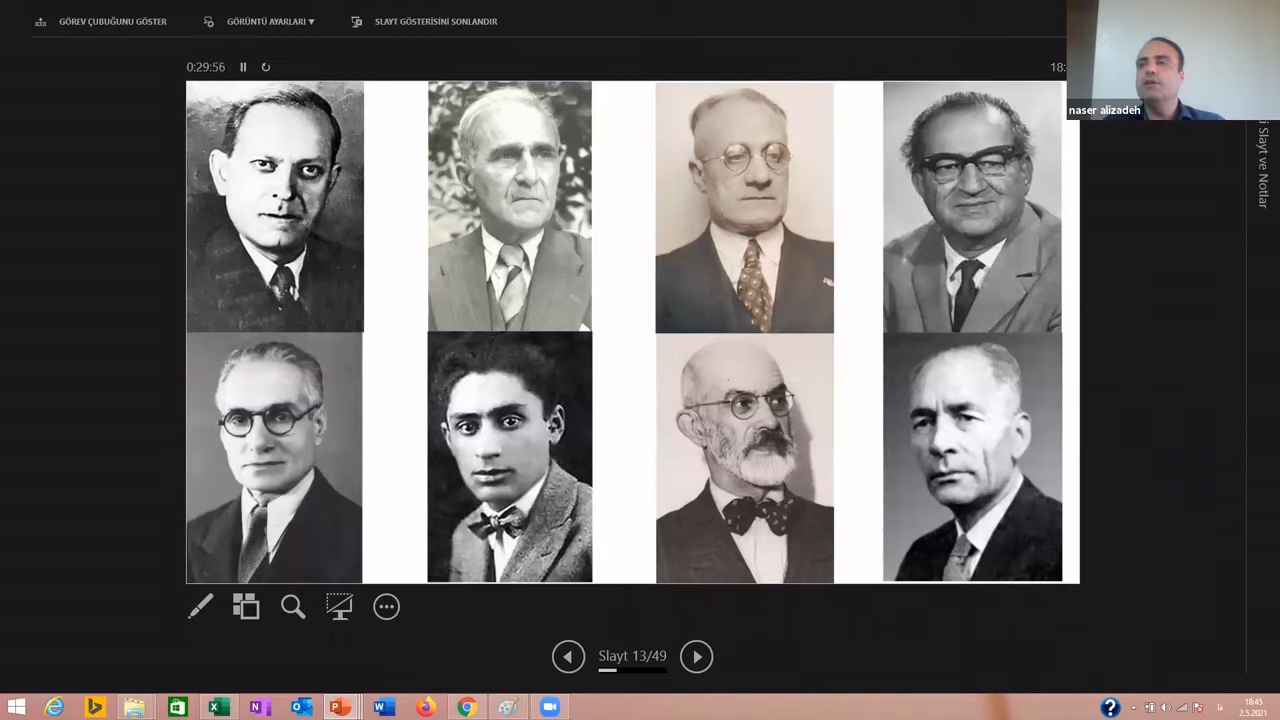 GÖREV ÇUBUĞUNU GÖSTER
GÖRÜNTÜ AYARLARI ▼
SLAYT GÖSTERİSİNİ SONLANDIR
0:29:56
18:
naser alizadeh
Slayt ve Notlar
Slayt 13/49
18:45
2.5.2021